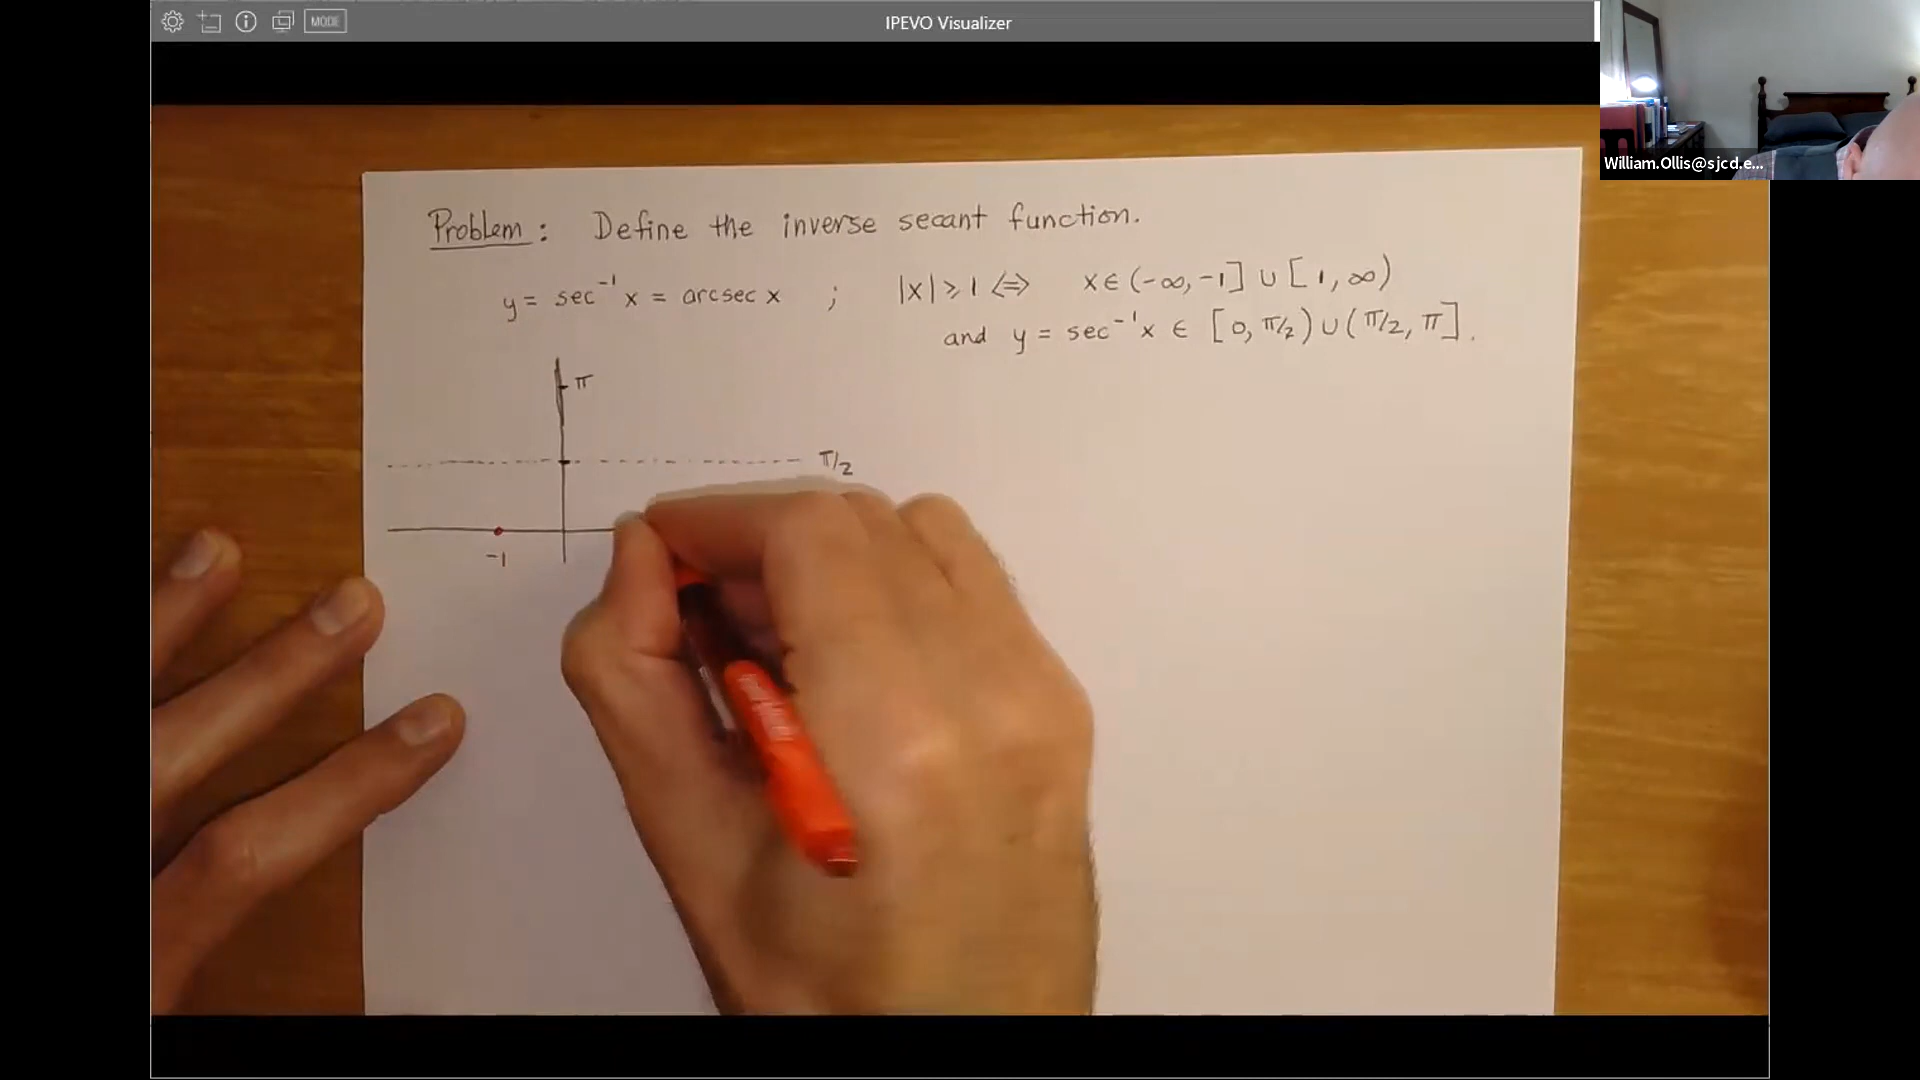 MODE
IPEVO Visualizer
William.Ollis@sjcd.e...
Problem: Define the inverse secant function.
y = sec⁻¹ x = arcsec x ; |x| ⩾ 1 ⇔ x ∈ (-∞, -1] ∪ [1, ∞)
and y = sec⁻¹ x ∈ [0, π/2) ∪ (π/2, π].
π
π/2
-1